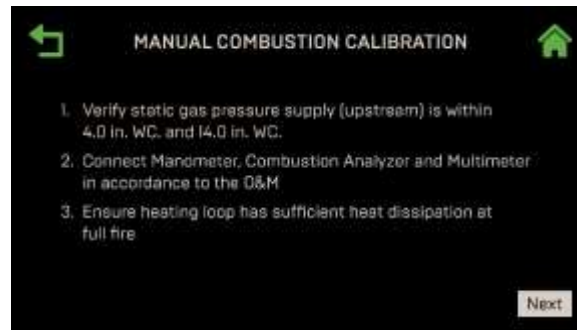 MANUAL COMBUSTION CALIBRATION
1. Verify static gas pressure supply (upstream) is within
4.0 in. WC. and 14.0 in. WC.
2. Connect Manometer, Combustion Analyzer and Multimeter
in accordance to the O&M
3. Ensure heating loop has sufficient heat dissipation at
full fire
Next